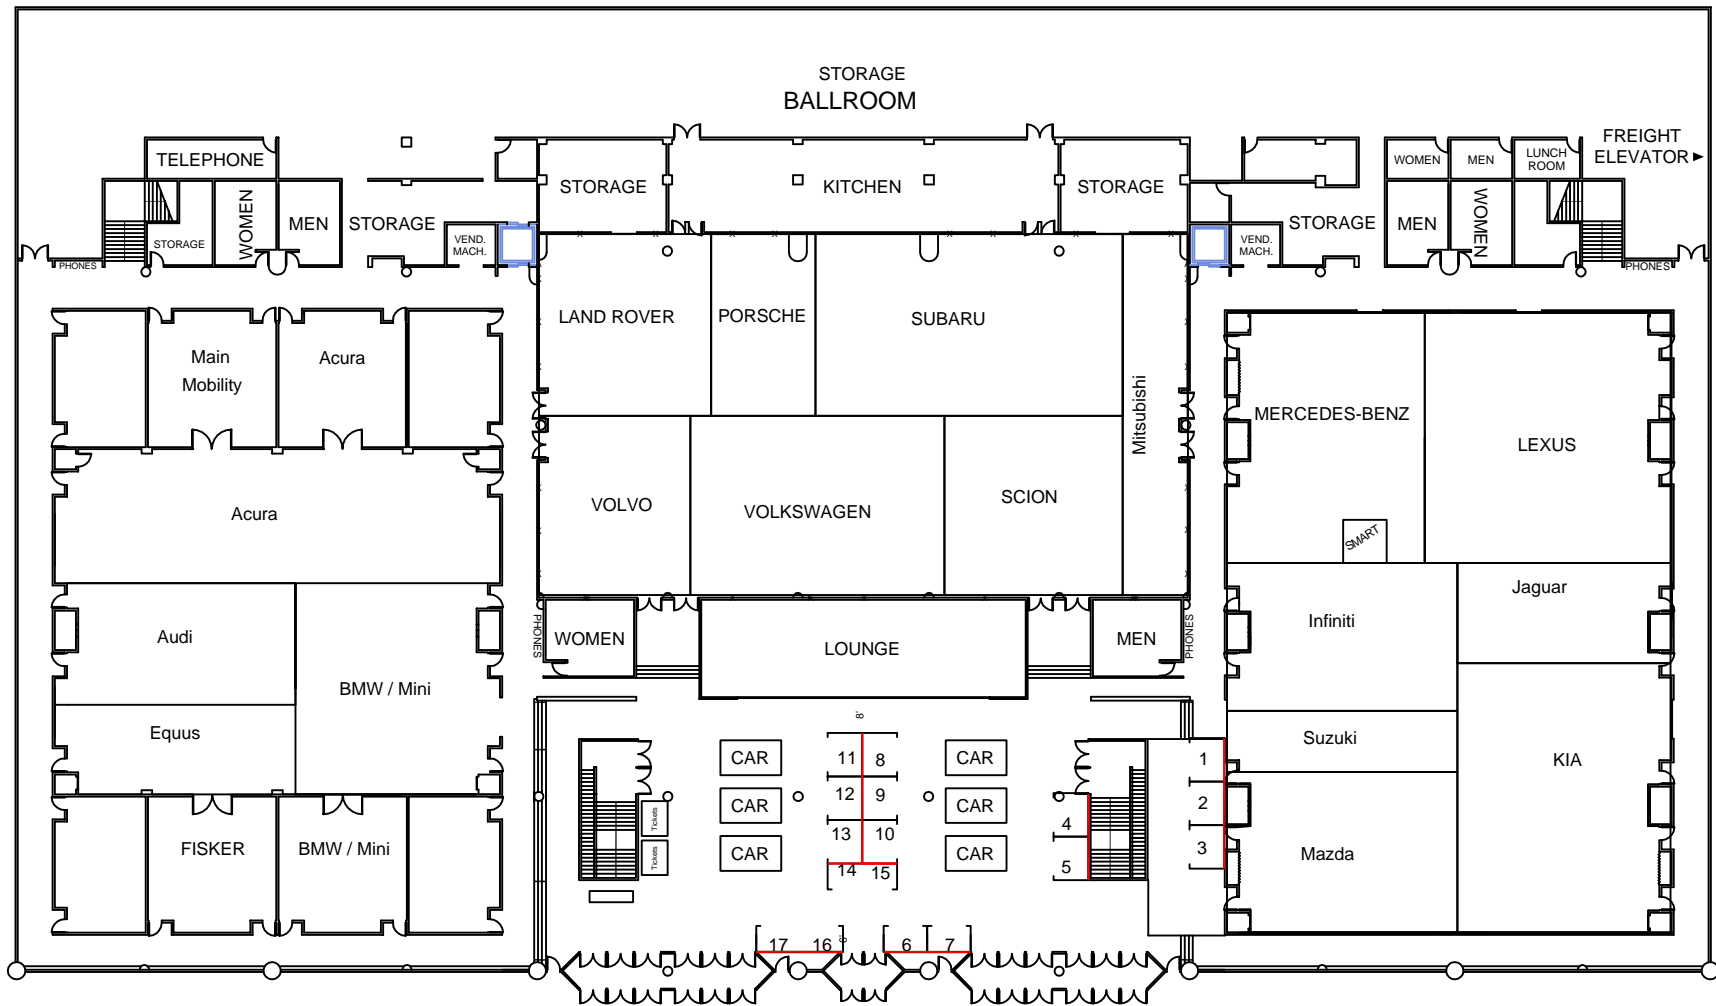 STORAGE
BALLROOM
FREIGHT
ELEVATOR
TELEPHONE
WOMEN
MEN
LUNCH
ROOM
STORAGE
KITCHEN
STORAGE
WOMEN
MEN
STORAGE
STORAGE
VEND.
MACH.
VEND.
MACH.
STORAGE
MEN
WOMEN
PHONES
PHONES
LAND ROVER
PORSCHE
SUBARU
Mitsubishi
Main
Mobility
Acura
MERCEDES-BENZ
LEXUS
SMART
Acura
VOLVO
VOLKSWAGEN
SCION
Audi
BMW / Mini
Equus
PHONES
WOMEN
LOUNGE
MEN
PHONES
Infiniti
Jaguar
Suzuki
KIA
Mazda
FISKER
BMW / Mini
8'
CAR
11
8
CAR
1
CAR
12
9
CAR
2
Tickets
13
10
4
CAR
CAR
3
Tickets
14
15
5
17
16
8'
6
7